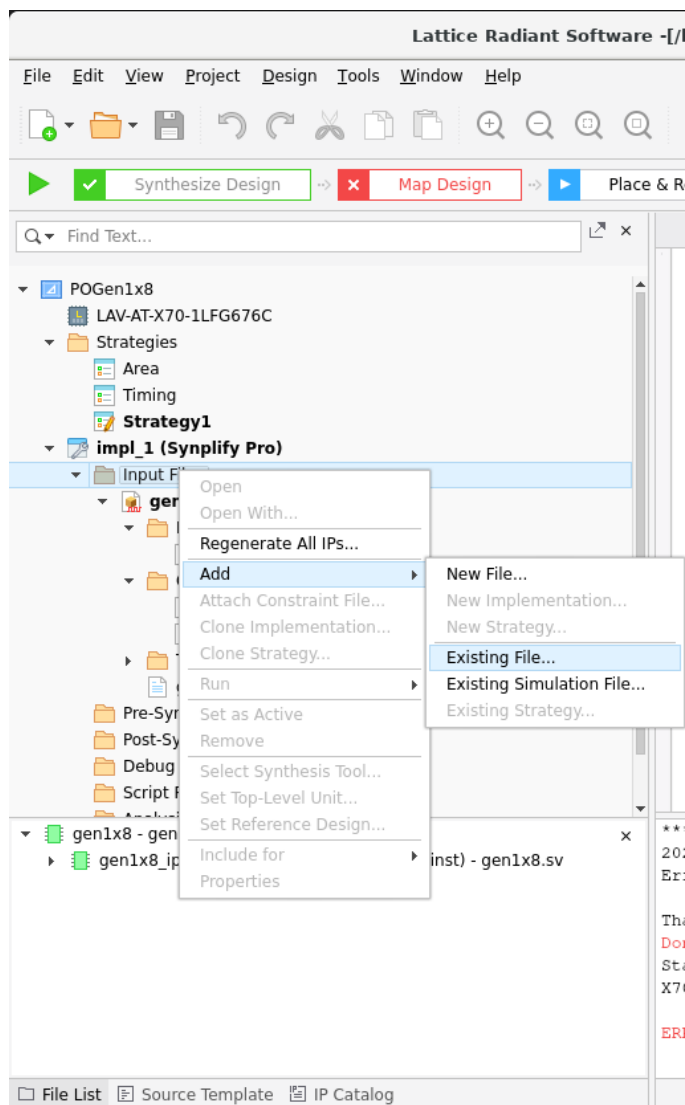 Lattice Radiant Software -[/
File Edit View Project Design Tools Window Help
Synthesize Design Map Design Place & R
Find Text...
POGen1x8
LAV-AT-X70-1LFG676C
Strategies
Area
Timing
Strategy1
impl_1 (Synplify Pro)
Input
Open
ger
Open With...
Regenerate All IPs...
Add
New File...
Attach Constraint File...
New Implementation...
Clone Implementation...
New Strategy...
Clone Strategy...
Existing File...
Run
Existing Simulation File...
Pre-Syn
Set as Active
Existing Strategy...
Post-Sy
Remove
Debug
Select Synthesis Tool...
Script
Set Top-Level Unit...
gen1x8 - gen
Set Reference Design...
**
gen1x8_ip
Include for
inst) - gen1x8.sv
202
Properties
Er
Tha
Don
Sta
X70
ER
File List Source Template IP Catalog